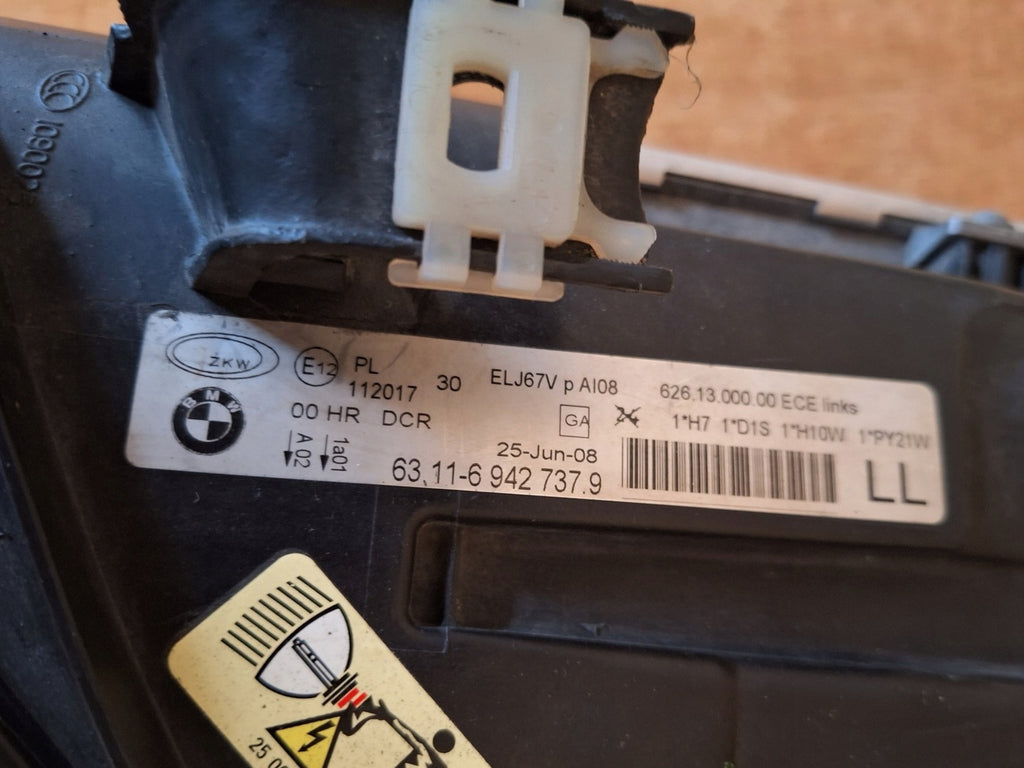 ZKW
E12
PL
112017
30
ELJ67V p AI08
626.13.000.00 ECE links
BMW
00 HR DCR
GA
1*H7 1*D1S 1*H10W 1*PY21W
A 02
1a01
25-Jun-08
63.11-6 942 737.9
LL